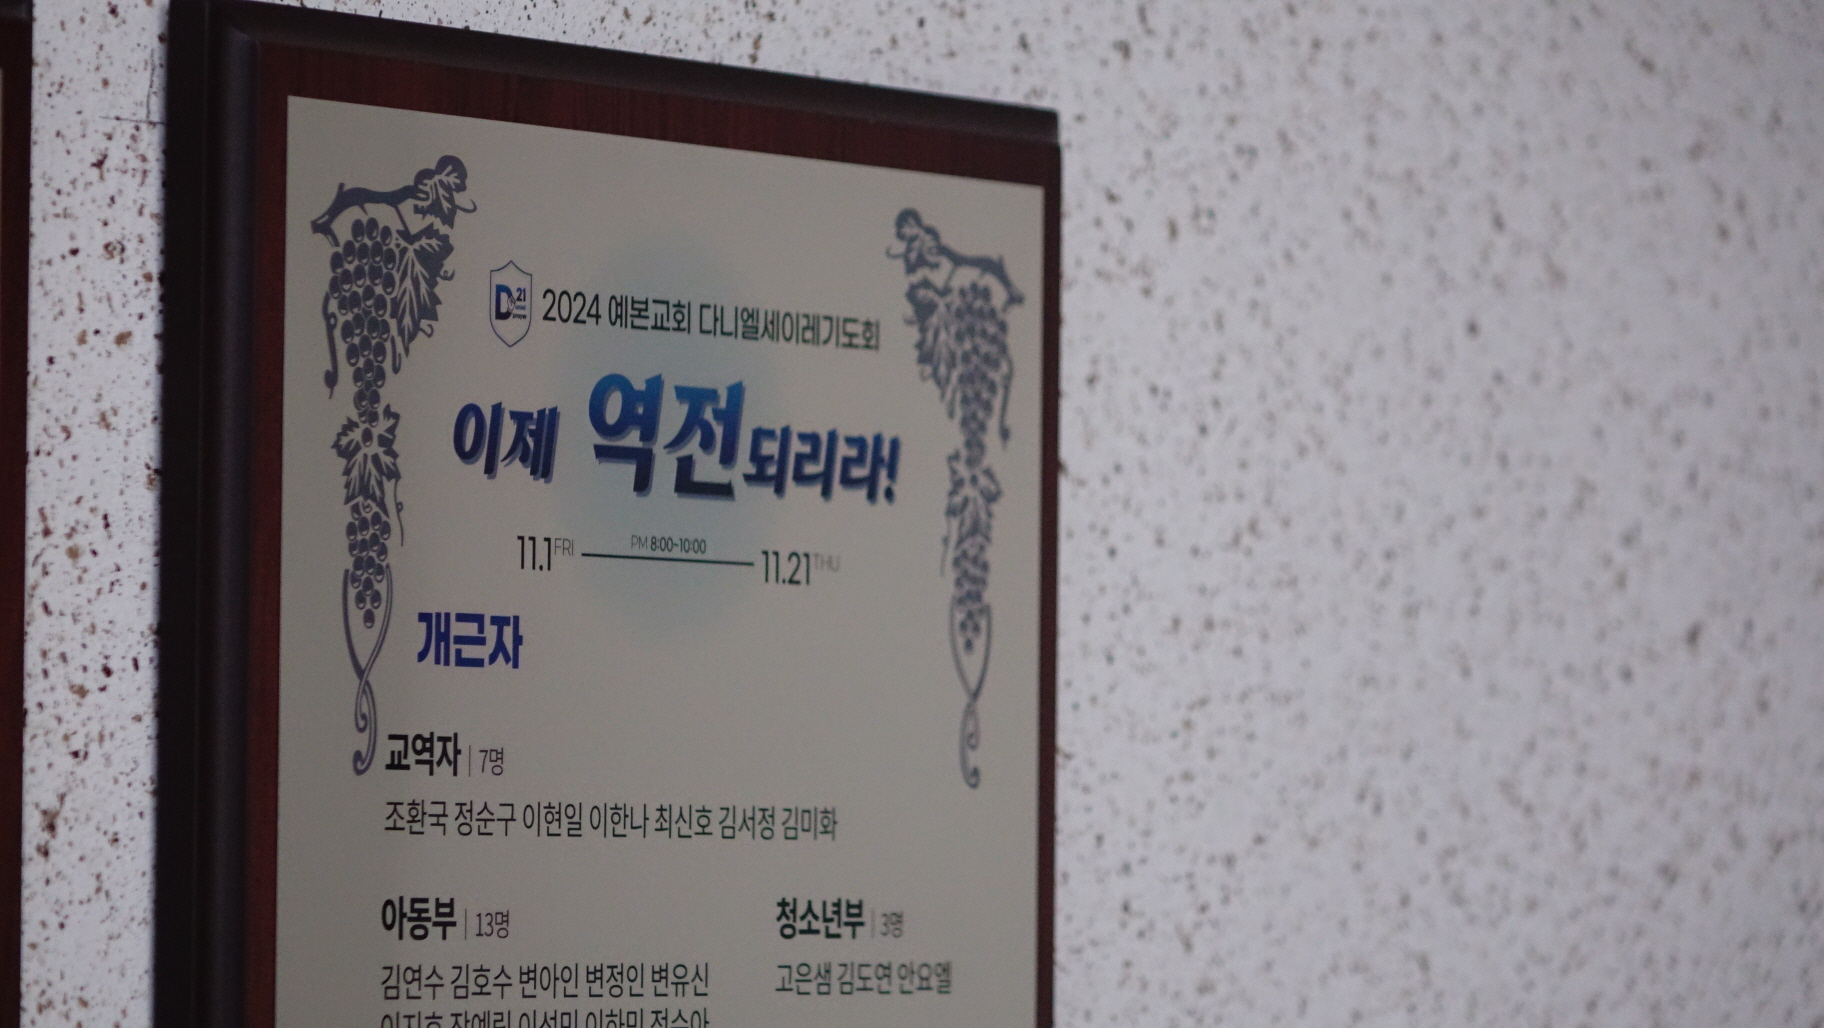 D 21
2024 예본교회 다니엘세이레기도회
이제 역전되리라!
11.1 FRI PM 8:00~10:00 11.21 THU
개근자
교역자 | 7명
조환국 정순구 이현일 이한나 최신호 김서정 김미화
아동부 | 13명
김연수 김호수 변아인 변정인 변유신
청소년부 | 3명
고은샘 김도연 안요엘